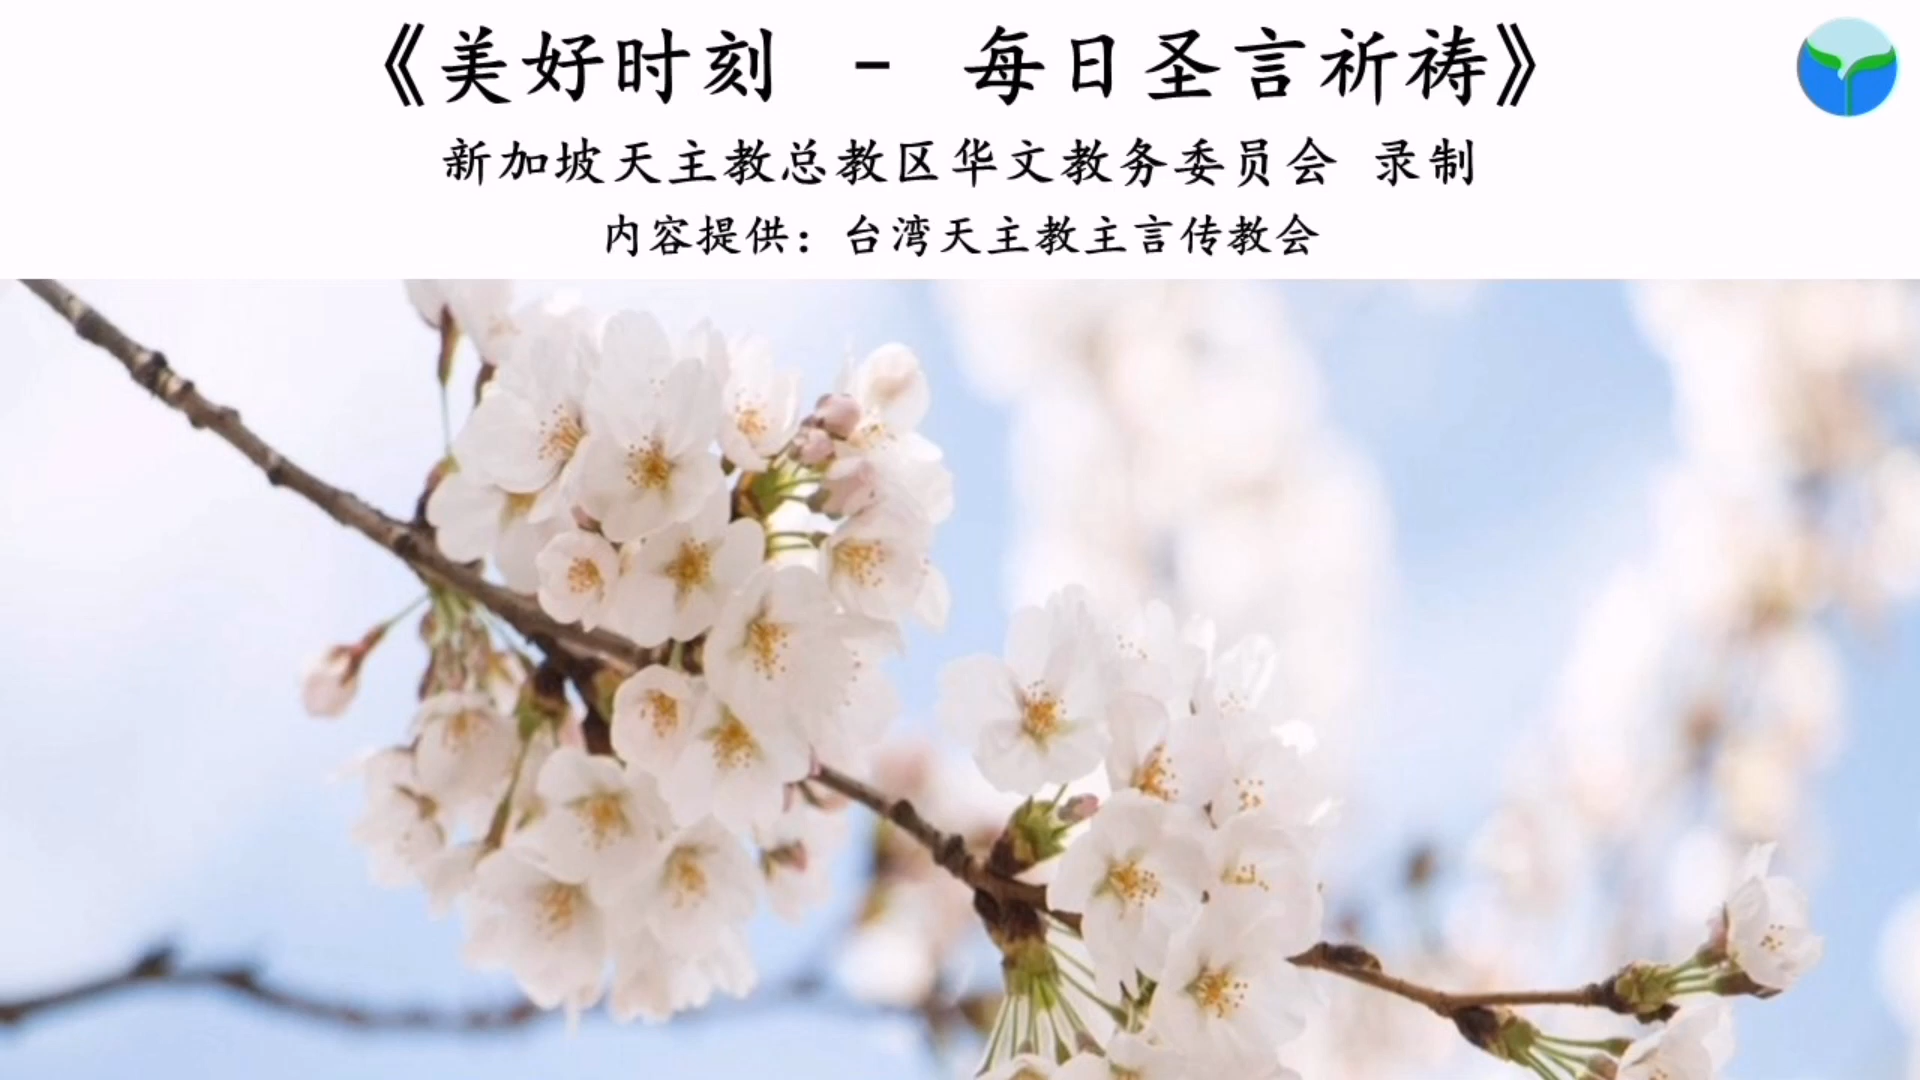 《美好时刻 - 每日圣言祈祷》
新加坡天主教总教区华文教务委员会 录制
内容提供：台湾天主教主言传教会